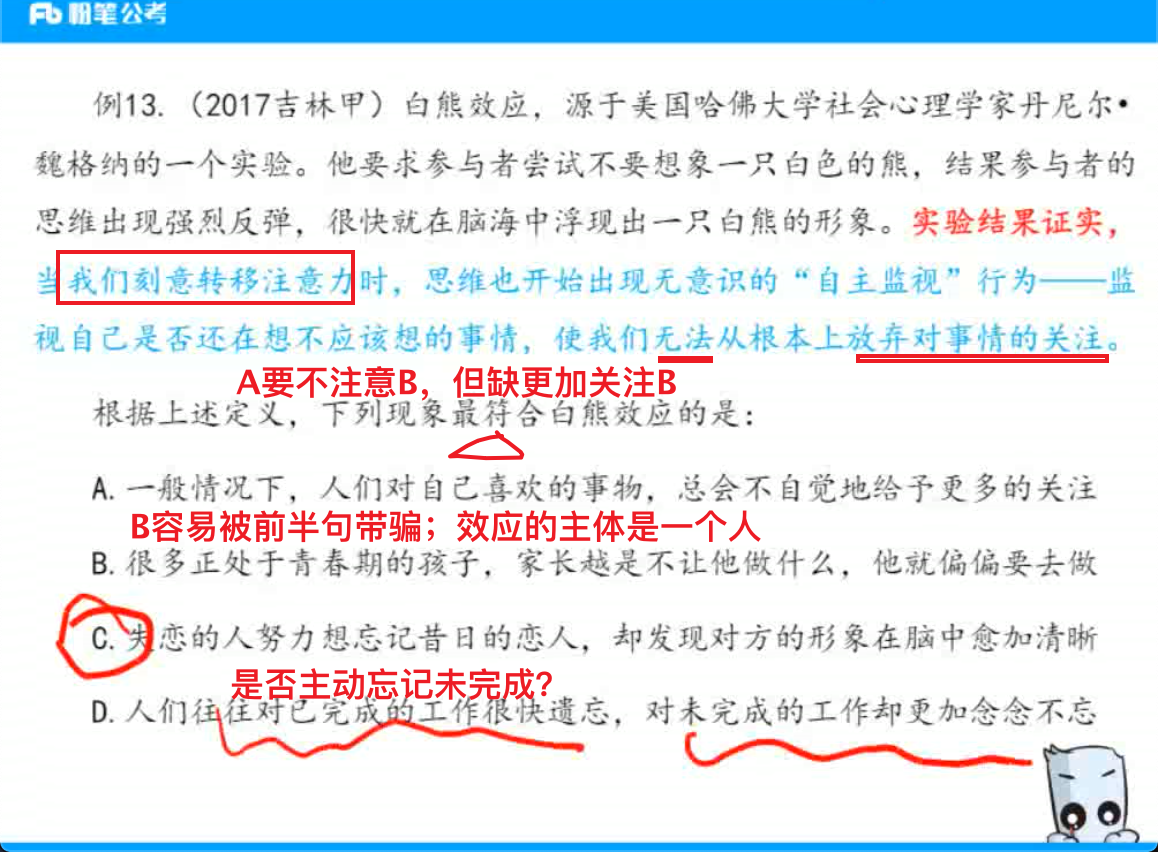 粉笔公考
例13.（2017吉林甲）白熊效应，源于美国哈佛大学社会心理学家丹尼尔•
魏格纳的一个实验。他要求参与者尝试不要想象一只白色的熊，结果参与者的
思维出现强烈反弹，很快就在脑海中浮现出一只白熊的形象。实验结果证实，
当我们刻意转移注意力时，思维也开始出现无意识的“自主监视”行为——监
视自己是否还在想不应该想的事情，使我们无法从根本上放弃对事情的关注。
A要不注意B，但缺更加关注B
根据上述定义，下列现象最符合白熊效应的是：
A. 一般情况下，人们对自己喜欢的事物，总会不自觉地给予更多的关注
B容易被前半句带骗；效应的主体是一个人
B. 很多正处于青春期的孩子，家长越是不让他做什么，他就偏偏要去做
C. 失恋的人努力想忘记昔日的恋人，却发现对方的形象在脑中愈加清晰
是否主动忘记未完成？
D. 人们往往对已完成的工作很快遗忘，对未完成的工作却更加念念不忘